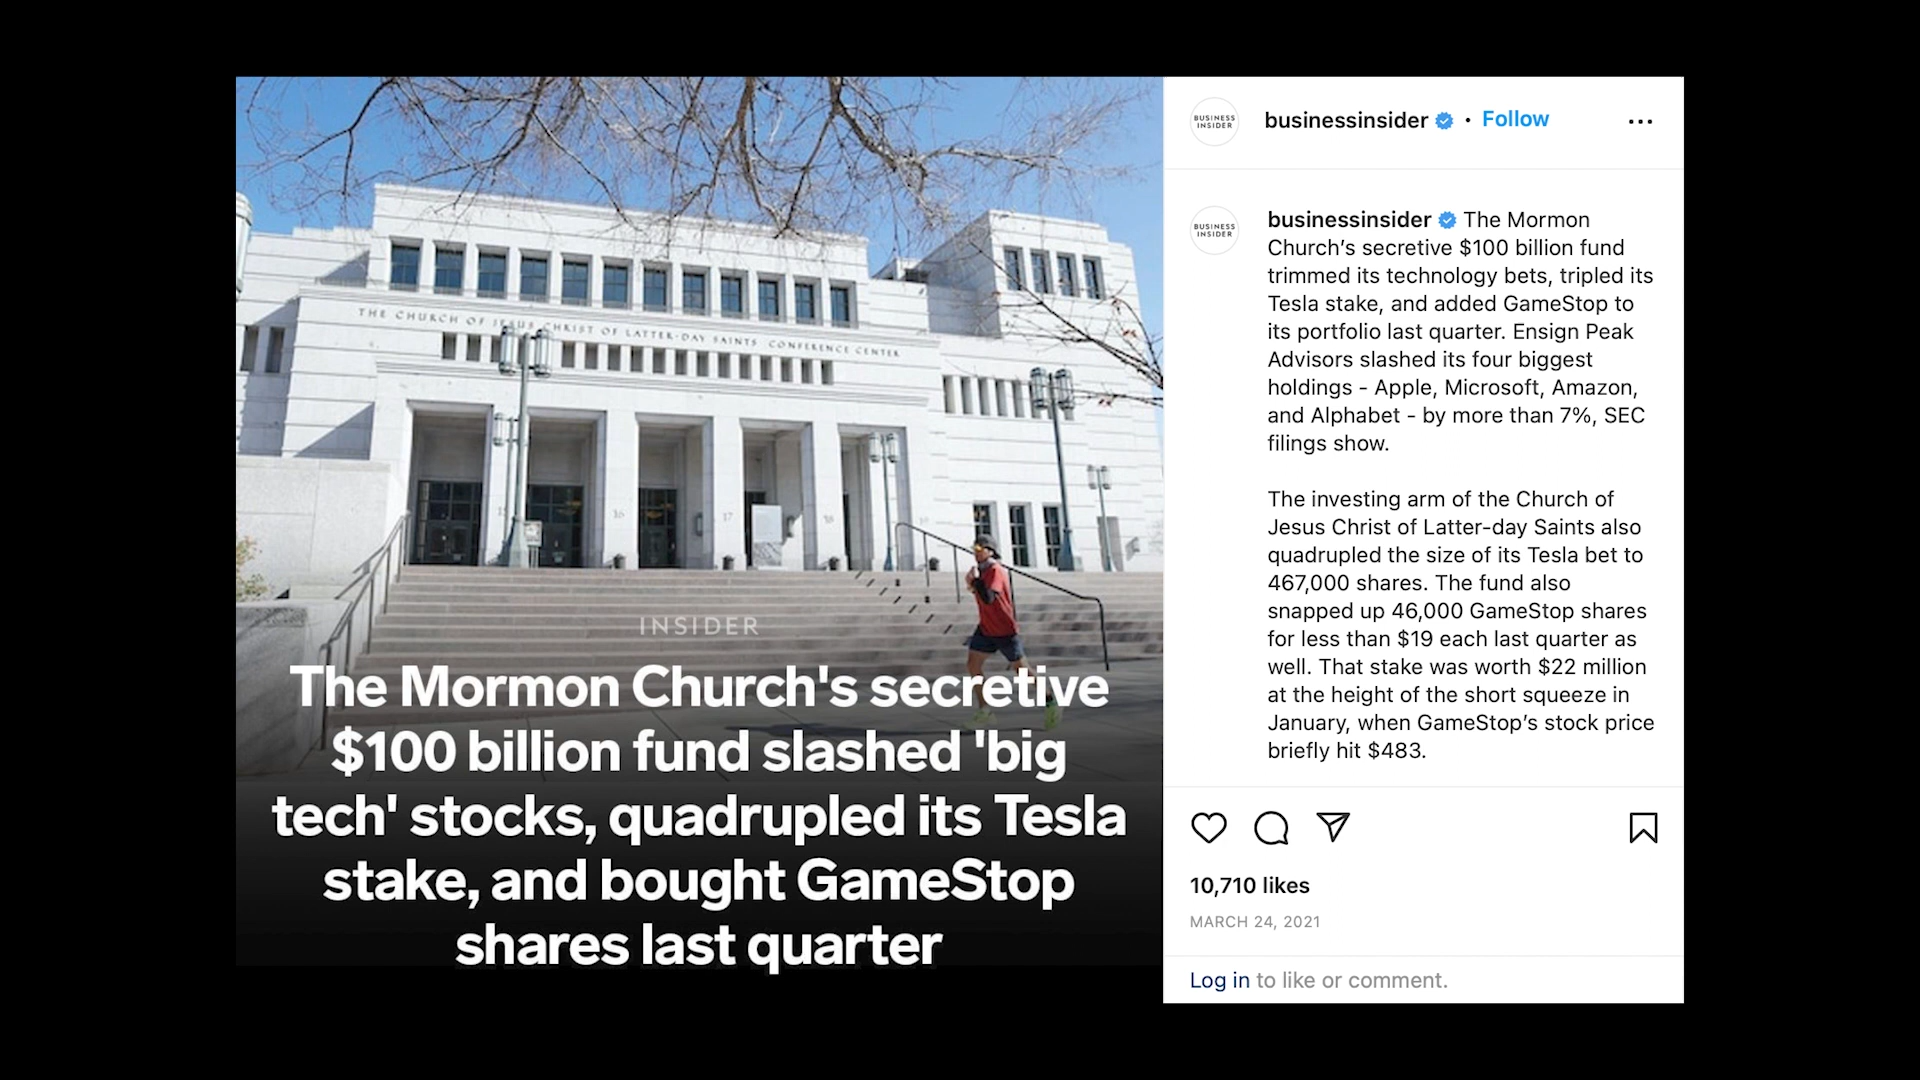 THE CHURCH OF JESUS CHRIST OF LATTER-DAY SAINTS CONFERENCE CENTER
16
17
18
INSIDER
The Mormon Church's secretive
$100 billion fund slashed 'big
tech' stocks, quadrupled its Tesla
stake, and bought GameStop
shares last quarter
BUSINESS
INSIDER
businessinsider • Follow
BUSINESS
INSIDER
businessinsider The Mormon
Church’s secretive $100 billion fund
trimmed its technology bets, tripled its
Tesla stake, and added GameStop to
its portfolio last quarter. Ensign Peak
Advisors slashed its four biggest
holdings - Apple, Microsoft, Amazon,
and Alphabet - by more than 7%, SEC
filings show.
The investing arm of the Church of
Jesus Christ of Latter-day Saints also
quadrupled the size of its Tesla bet to
467,000 shares. The fund also
snapped up 46,000 GameStop shares
for less than $19 each last quarter as
well. That stake was worth $22 million
at the height of the short squeeze in
January, when GameStop’s stock price
briefly hit $483.
10,710 likes
MARCH 24, 2021
Log in to like or comment.